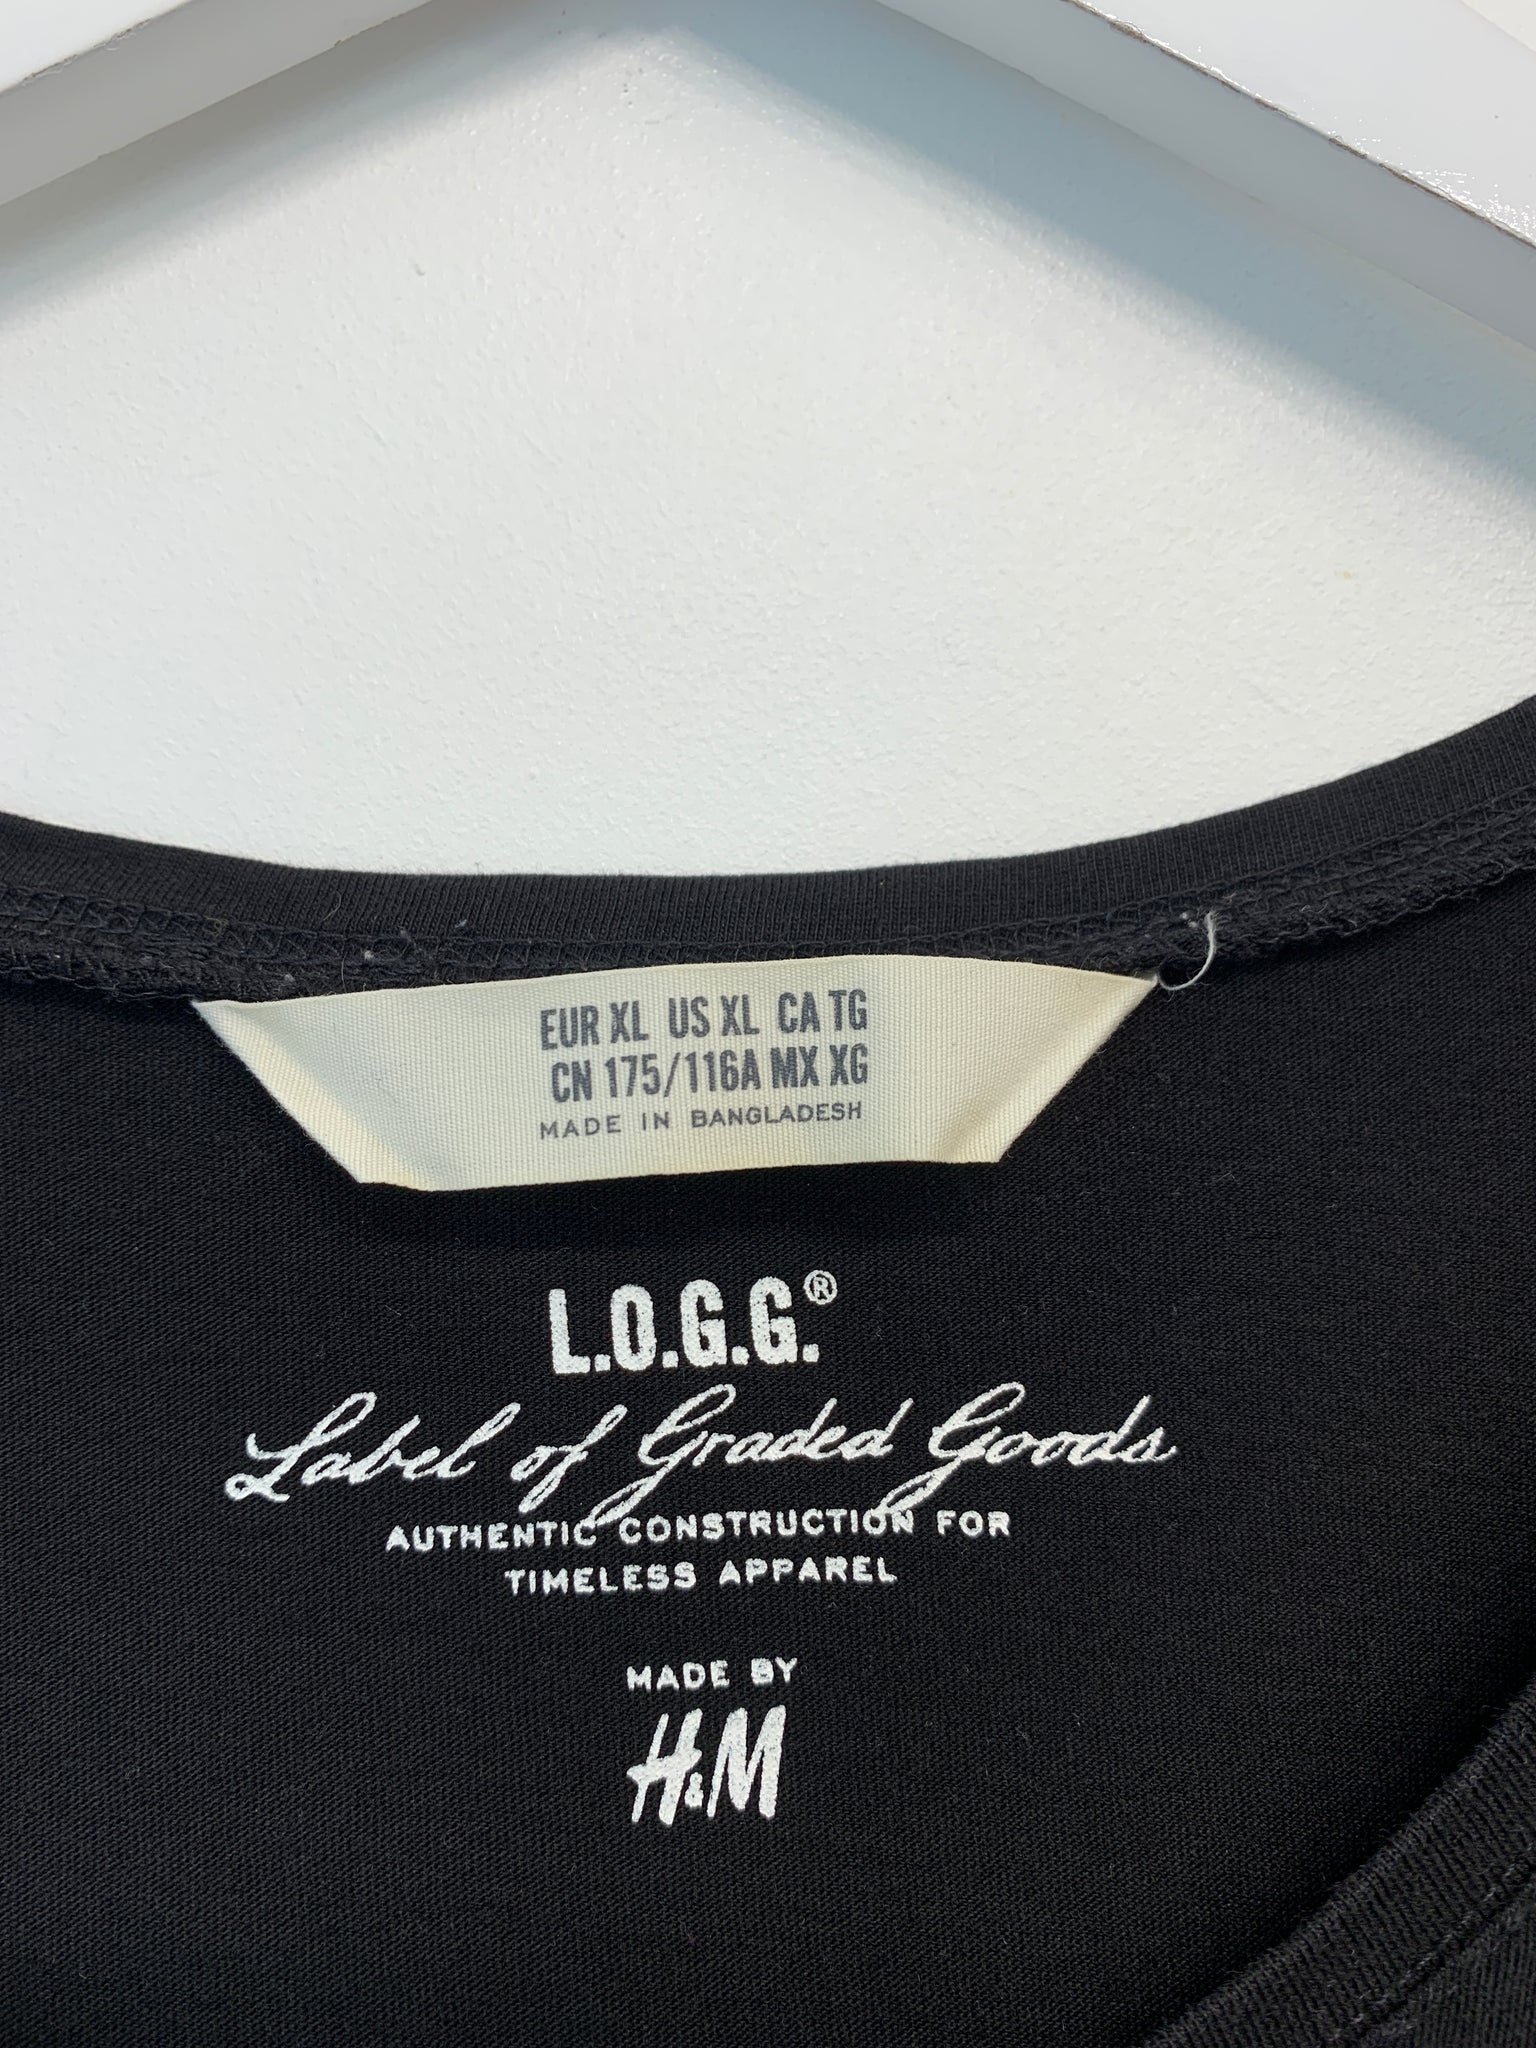 EUR XL US XL CA TG
CN 175/116A MX XG
MADE IN BANGLADESH
L.O.G.G.®
Label of Graded Goods
AUTHENTIC CONSTRUCTION FOR
TIMELESS APPAREL
MADE BY
H&M